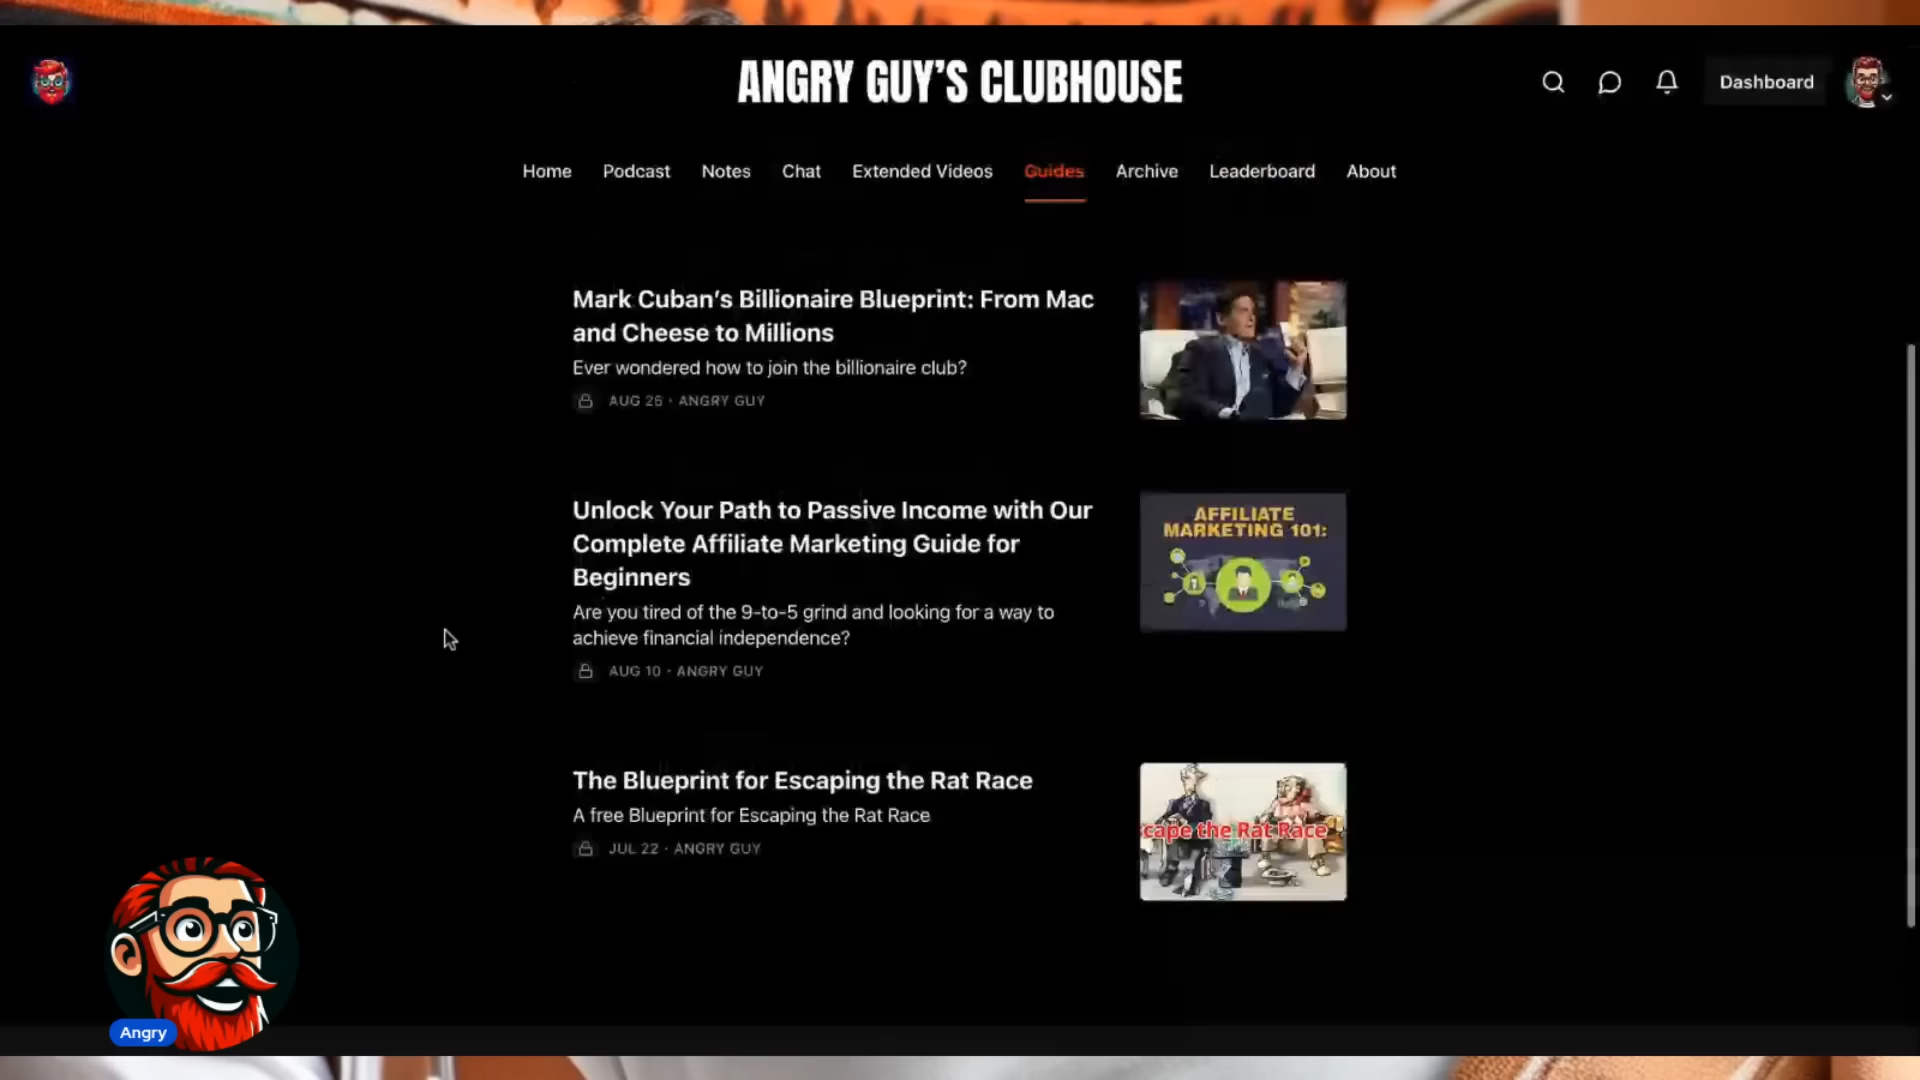 ANGRY GUY'S CLUBHOUSE
Dashboard
Home Podcast Notes Chat Extended Videos Guides Archive Leaderboard About
Mark Cuban's Billionaire Blueprint: From Mac
and Cheese to Millions
Ever wondered how to join the billionaire club?
AUG 26 · ANGRY GUY
Unlock Your Path to Passive Income with Our
Complete Affiliate Marketing Guide for
Beginners
Are you tired of the 9-to-5 grind and looking for a way to
achieve financial independence?
AUG 10 · ANGRY GUY
AFFILIATE
MARKETING 101:
The Blueprint for Escaping the Rat Race
A free Blueprint for Escaping the Rat Race
JUL 22 · ANGRY GUY
cape the Rat Race
Angry